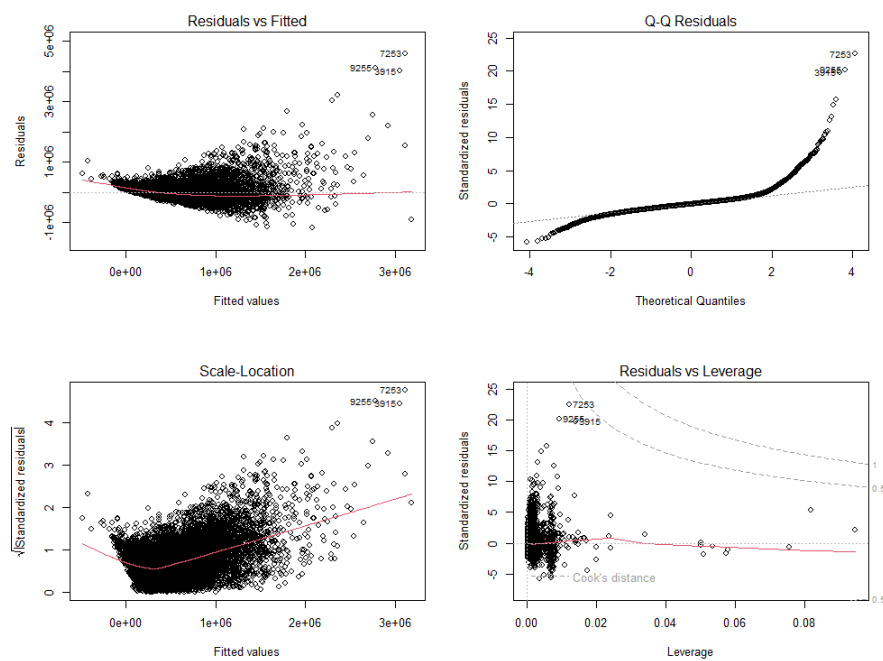 Residuals vs Fitted
Residuals
5e+06
3e+06
1e+06
-1e+06
7253
9255
3915
0e+00 1e+06 2e+06 3e+06
Fitted values
Q-Q Residuals
Standardized residuals
25
20
15
10
5
0
-5
7253
9255
3915
-4 -2 0 2 4
Theoretical Quantiles
Scale-Location
√|Standardized residuals|
4
3
2
1
0
7253
9255
3915
0e+00 1e+06 2e+06 3e+06
Fitted values
Residuals vs Leverage
Standardized residuals
25
20
15
10
5
0
-5
7253
9255
3915
1
0.5
Cook's distance
0.5
0.00 0.02 0.04 0.06 0.08
Leverage